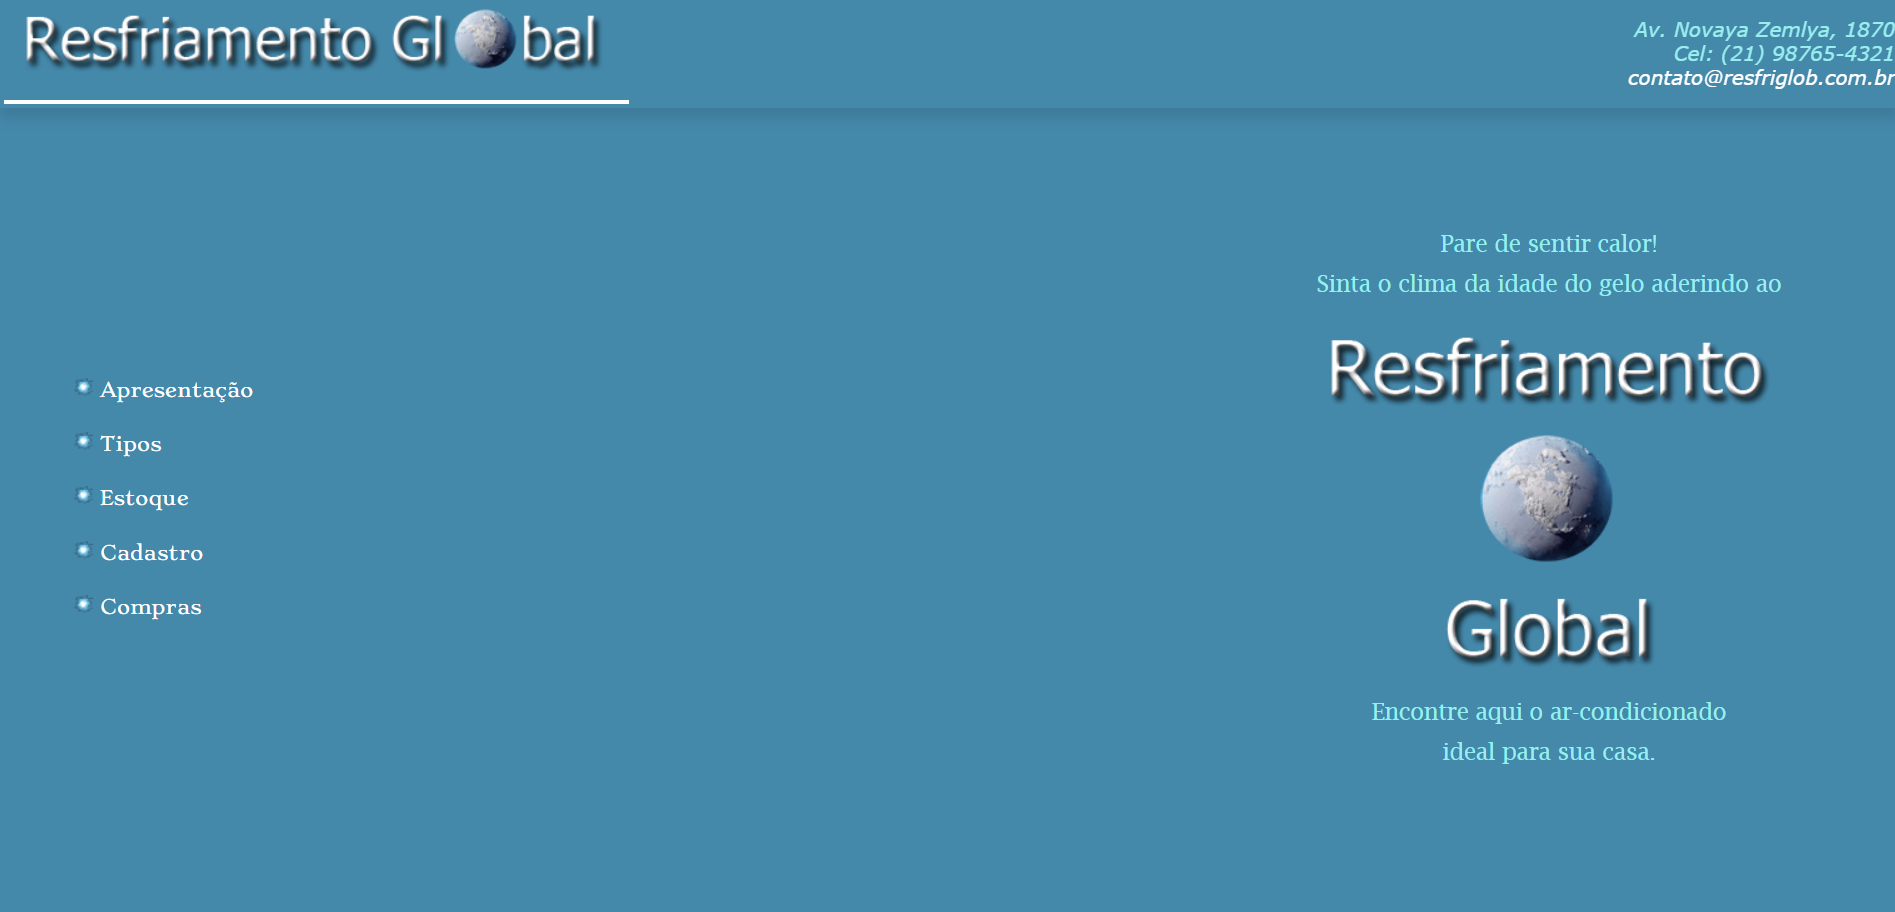 Resfriamento Global
Av. Novaya Zemlya, 1870
Cel: (21) 98765-4321
contato@resfriglob.com.br
Apresentação
Tipos
Estoque
Cadastro
Compras
Pare de sentir calor!
Sinta o clima da idade do gelo aderindo ao
Resfriamento
Global
Encontre aqui o ar-condicionado
ideal para sua casa.